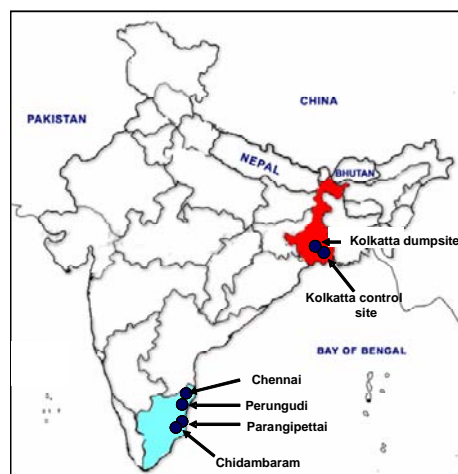 CHINA
PAKISTAN
NEPAL
BHUTAN
Kolkatta dumpsite
Kolkatta control
site
BAY OF BENGAL
Chennai
Perungudi
Parangipettai
Chidambaram